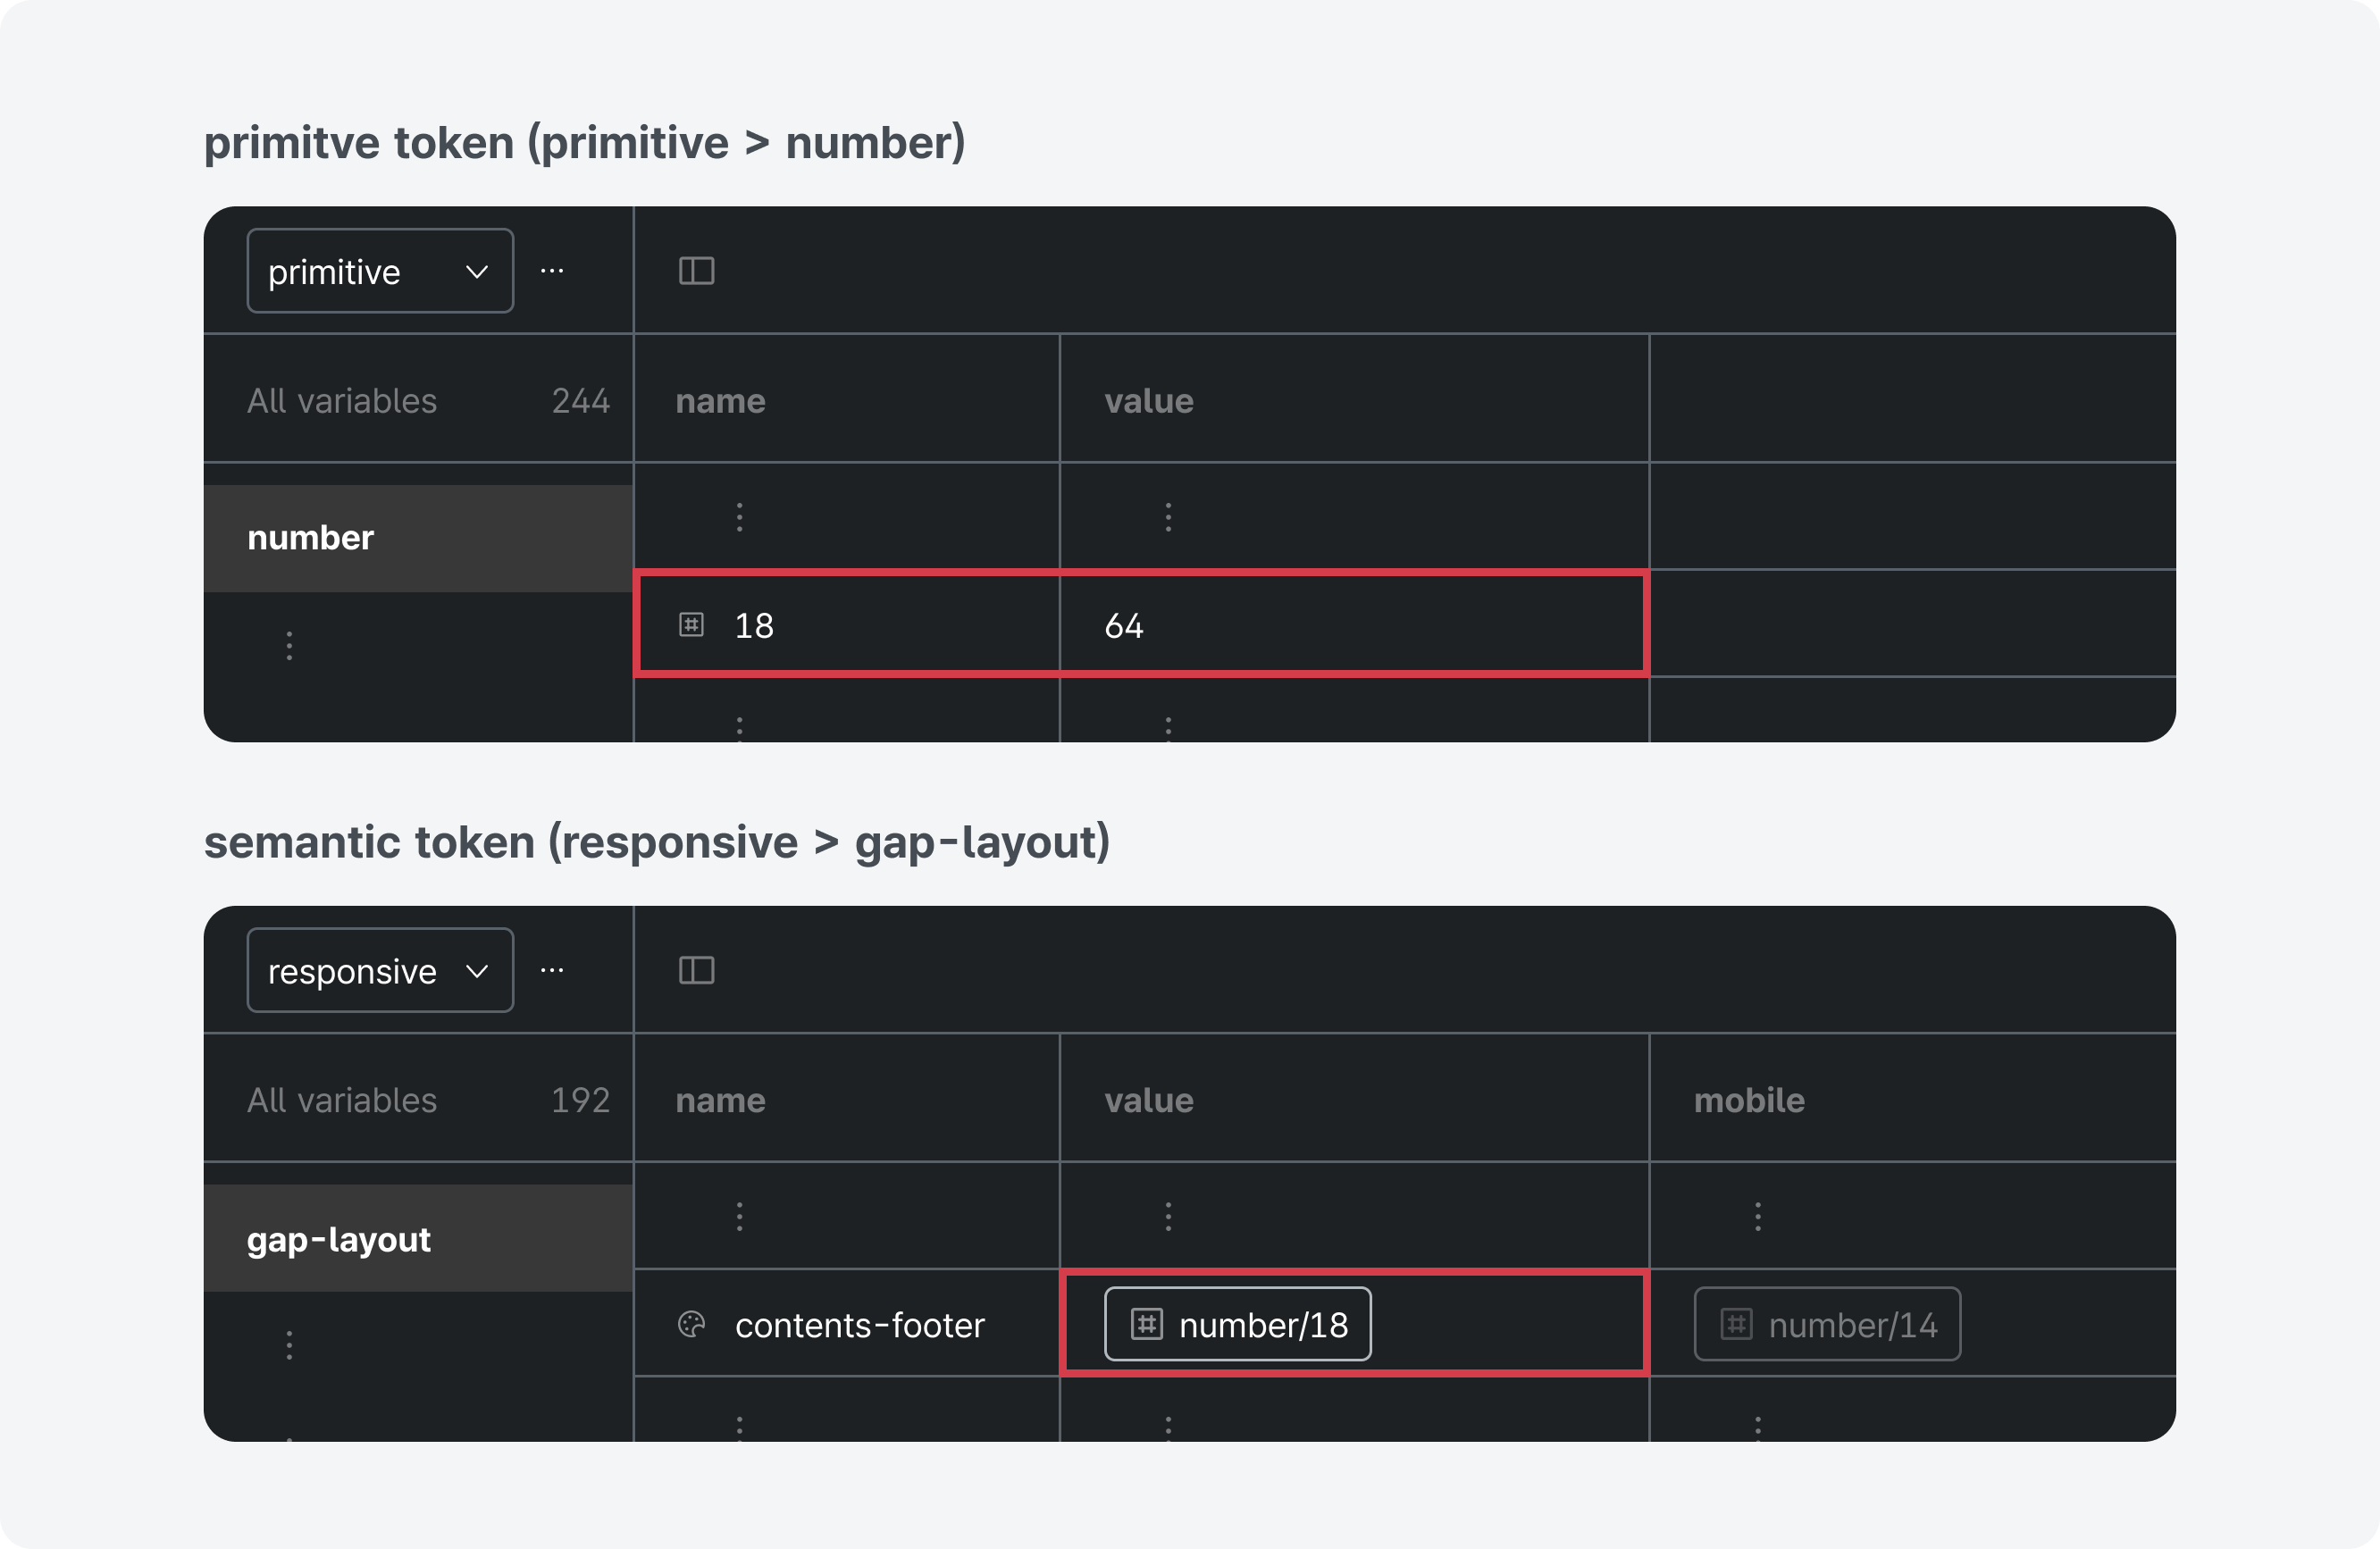 primitve token (primitive > number)
primitive
All variables 244 name value
number
18 64
semantic token (responsive > gap-layout)
responsive
All variables 192 name value mobile
gap-layout
contents-footer number/18 number/14